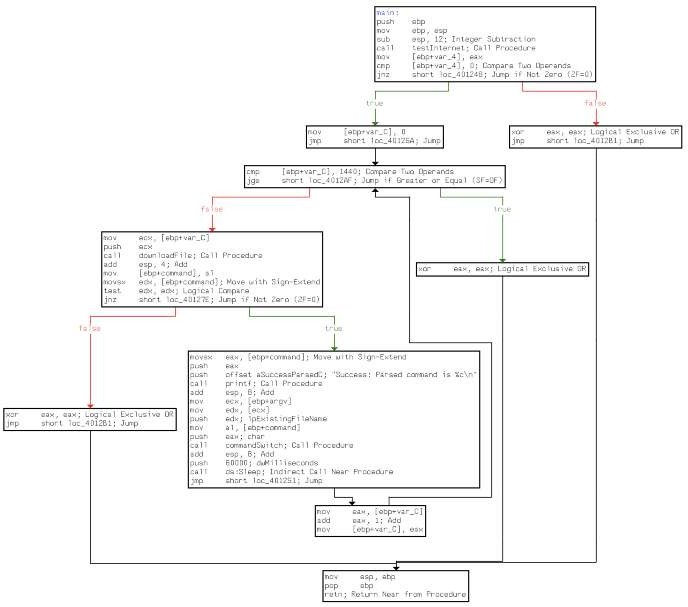 main:
push ebp
mov ebp, esp
sub esp, 12; Integer Subtraction
call testInternet; Call Procedure
mov [ebp+var_4], eax
cmp [ebp+var_4], 0; Compare Two Operands
jnz short loc_40124B; Jump if Not Zero (ZF=0)
true
false
mov [ebp+var_C], 0
jmp short loc_40125A; Jump
xor eax, eax; Logical Exclusive OR
jmp short loc_4012B1; Jump
cmp [ebp+var_C], 1440; Compare Two Operands
jge short loc_4012AF; Jump if Greater or Equal (SF=OF)
false
true
mov ecx, [ebp+var_C]
push ecx
call downloadFile; Call Procedure
add esp, 4; Add
mov [ebp+command], al
movsx edx, [ebp+command]; Move with Sign-Extend
test edx, edx; Logical Compare
jnz short loc_40127E; Jump if Not Zero (ZF=0)
xor eax, eax; Logical Exclusive OR
false
true
movsx eax, [ebp+command]; Move with Sign-Extend
push eax
push offset aSuccessParsedC; "Success: Parsed command is %c\n"
call printf; Call Procedure
add esp, 8; Add
mov ecx, [ebp+argv]
mov edx, [ecx]
push edx; lpExistingFileName
mov al, [ebp+command]
push eax; char
call commandSwitch; Call Procedure
add esp, 8; Add
push 60000; dwMilliseconds
call ds:Sleep; Indirect Call Near Procedure
jmp short loc_401251; Jump
xor eax, eax; Logical Exclusive OR
jmp short loc_4012B1; Jump
mov eax, [ebp+var_C]
add eax, 1; Add
mov [ebp+var_C], eax
mov esp, ebp
pop ebp
retn; Return Near from Procedure